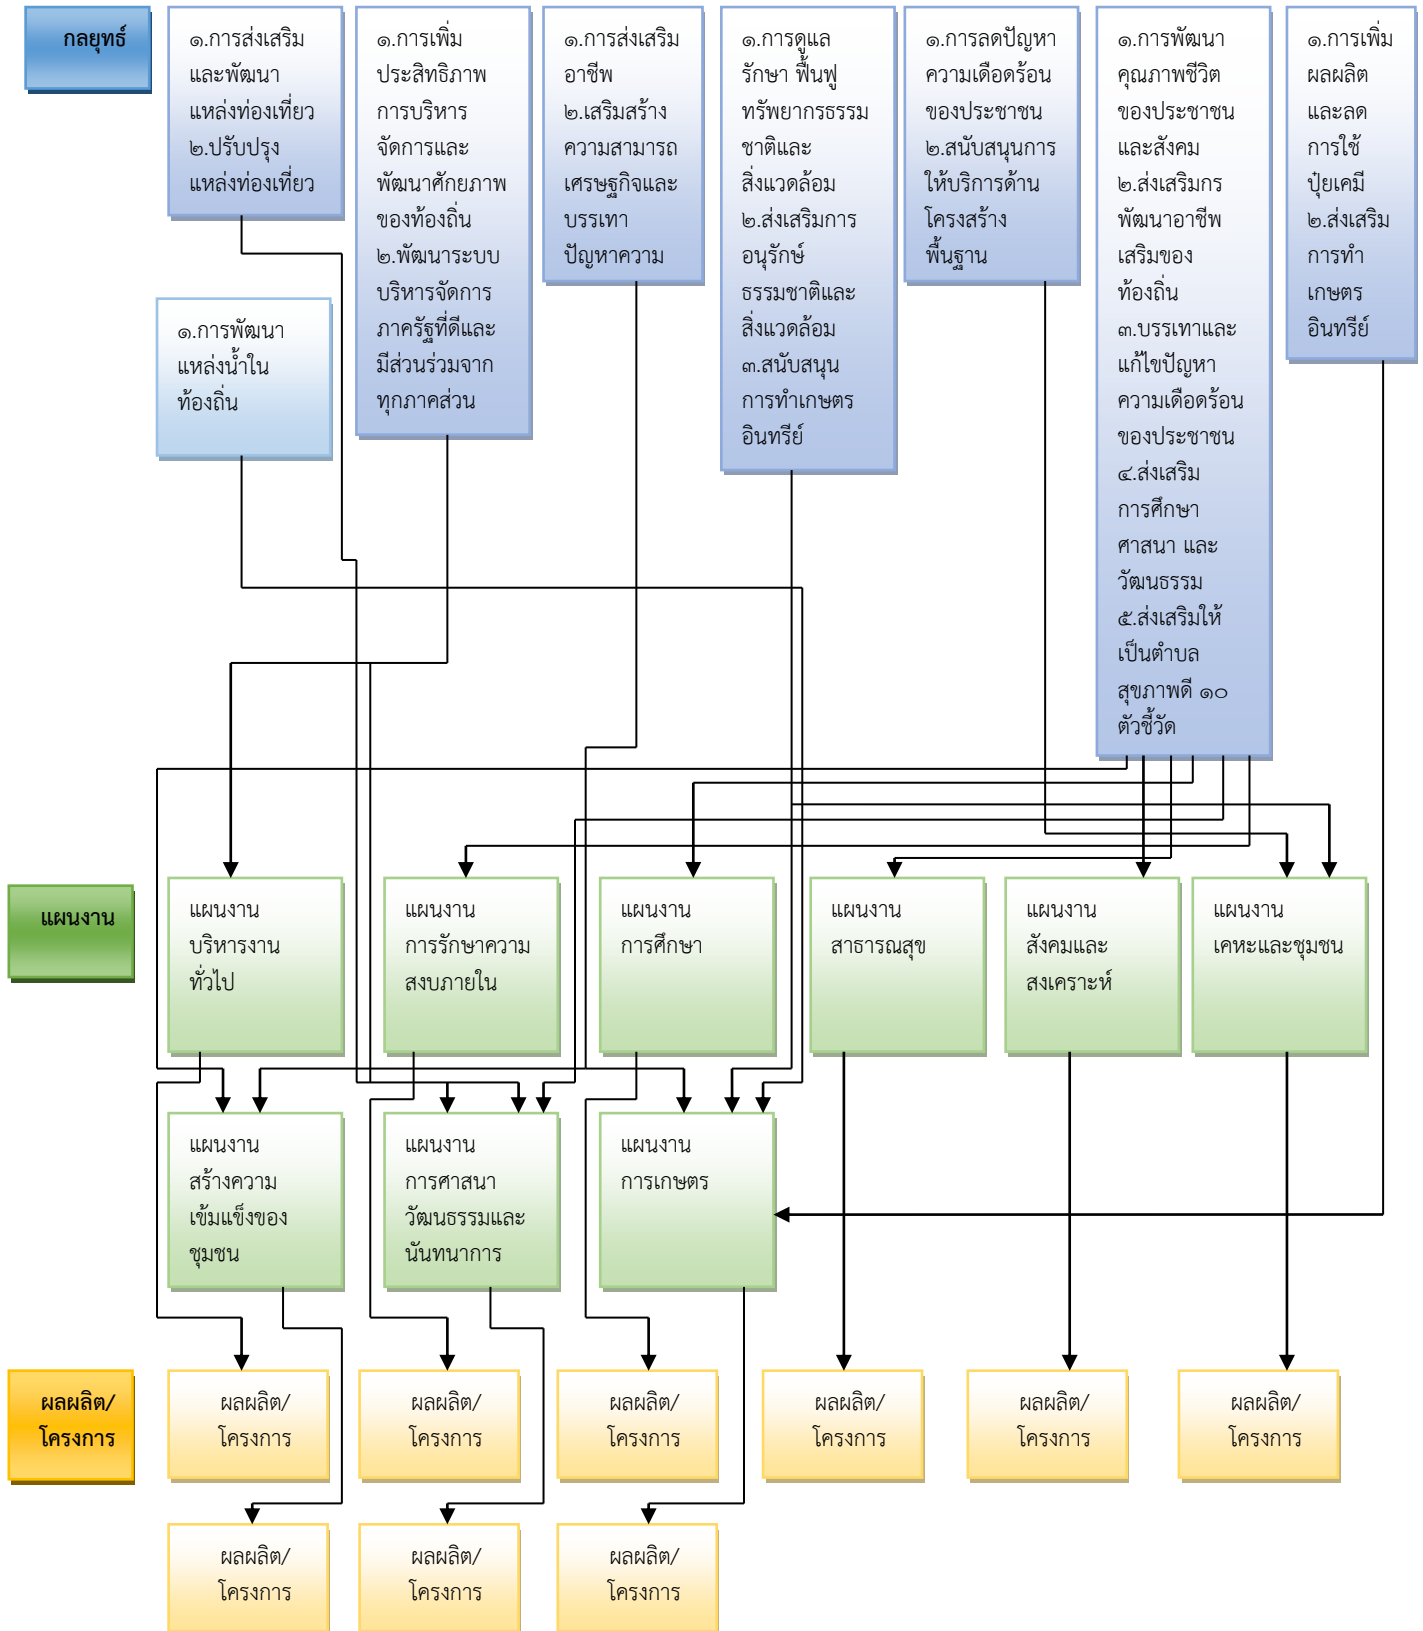 กลยุทธ์
๑.การส่งเสริม
และพัฒนา
แหล่งท่องเที่ยว
๒.ปรับปรุง
แหล่งท่องเที่ยว
๑.การเพิ่ม
ประสิทธิภาพ
การบริหาร
จัดการและ
พัฒนาศักยภาพ
ของท้องถิ่น
๒.พัฒนาระบบ
บริหารจัดการ
ภาครัฐที่ดีและ
มีส่วนร่วมจาก
ทุกภาคส่วน
๑.การส่งเสริม
อาชีพ
๒.เสริมสร้าง
ความสามารถ
เศรษฐกิจและ
บรรเทา
ปัญหาความ
๑.การดูแล
รักษา ฟื้นฟู
ทรัพยากรธรรม
ชาติและ
สิ่งแวดล้อม
๒.ส่งเสริมการ
อนุรักษ์
ธรรมชาติและ
สิ่งแวดล้อม
๓.สนับสนุน
การทำเกษตร
อินทรีย์
๑.การลดปัญหา
ความเดือดร้อน
ของประชาชน
๒.สนับสนุนการ
ให้บริการด้าน
โครงสร้าง
พื้นฐาน
๑.การพัฒนา
คุณภาพชีวิต
ของประชาชน
และสังคม
๒.ส่งเสริมกร
พัฒนาอาชีพ
เสริมของ
ท้องถิ่น
๓.บรรเทาและ
แก้ไขปัญหา
ความเดือดร้อน
ของประชาชน
๔.ส่งเสริม
การศึกษา
ศาสนา และ
วัฒนธรรม
๕.ส่งเสริมให้
เป็นตำบล
สุขภาพดี ๑๐
ตัวชี้วัด
๑.การเพิ่ม
ผลผลิต
และลด
การใช้
ปุ๋ยเคมี
๒.ส่งเสริม
การทำ
เกษตร
อินทรีย์
๑.การพัฒนา
แหล่งน้ำใน
ท้องถิ่น
แผนงาน
แผนงาน
บริหารงาน
ทั่วไป
แผนงาน
การรักษาความ
สงบภายใน
แผนงาน
การศึกษา
แผนงาน
สาธารณสุข
แผนงาน
สังคมและ
สงเคราะห์
แผนงาน
เคหะและชุมชน
แผนงาน
สร้างความ
เข้มแข็งของ
ชุมชน
แผนงาน
การศาสนา
วัฒนธรรมและ
นันทนาการ
แผนงาน
การเกษตร
ผลผลิต/
โครงการ
ผลผลิต/
โครงการ
ผลผลิต/
โครงการ
ผลผลิต/
โครงการ
ผลผลิต/
โครงการ
ผลผลิต/
โครงการ
ผลผลิต/
โครงการ
ผลผลิต/
โครงการ
ผลผลิต/
โครงการ
ผลผลิต/
โครงการ